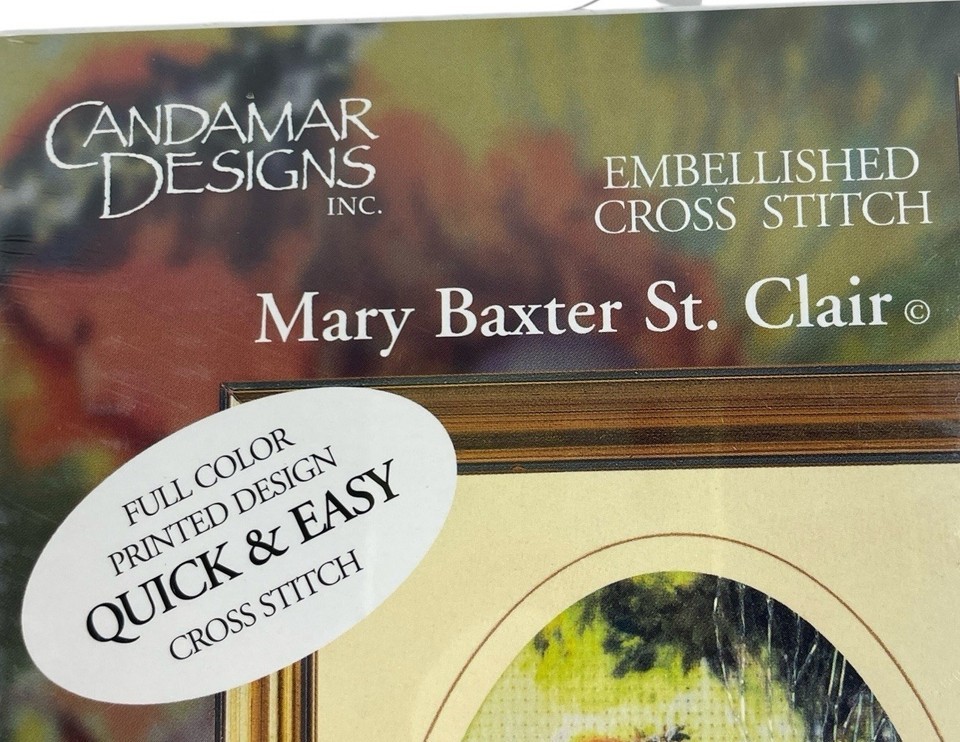 CANDAMAR
DESIGNS
INC.
EMBELLISHED
CROSS STITCH
Mary Baxter St. Clair ©
FULL COLOR
PRINTED DESIGN
QUICK & EASY
CROSS STITCH